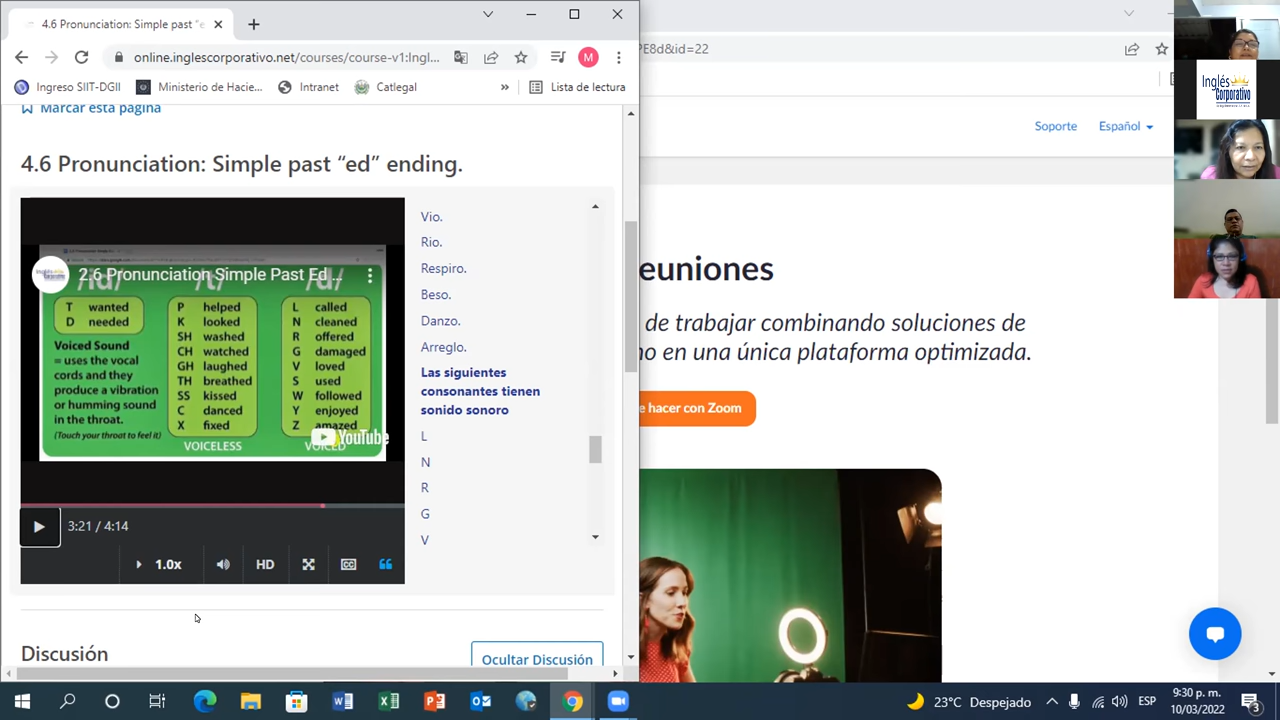 4.6 Pronunciation: Simple past "e
online.inglescorporativo.net/courses/course-v1:Ingl...
PE8d&id=22
Ingreso SIIT-DGII
Ministerio de Hacie...
Intranet
Catlegal
»
Lista de lectura
Marcar esta página
Soporte
Español
4.6 Pronunciation: Simple past “ed” ending.
2.6 Pronunciation Simple Past Ed ...
/ɪd/ /t/ /d/
T wanted
D needed
Voiced Sound
= uses the vocal
cords and they
produce a vibration
or humming sound
in the throat.
(Touch your throat to feel it)
P helped
K looked
SH washed
CH watched
GH laughed
TH breathed
SS kissed
C danced
X fixed
VOICELESS
L called
N cleaned
R offered
G damaged
V loved
S used
W followed
Y enjoyed
Z amazed
VOICED
YouTube
3:21 / 4:14
1.0x
HD
Vio.
Rio.
Respiro.
Beso.
Danzo.
Arreglo.
Las siguientes
consonantes tienen
sonido sonoro
L
N
R
G
V
Discusión
Ocultar Discusión
euniones
de trabajar combinando soluciones de
no en una única plataforma optimizada.
e hacer con Zoom
Inglés
Corporativo
M
23°C Despejado
ESP
9:30 p. m.
10/03/2022
3